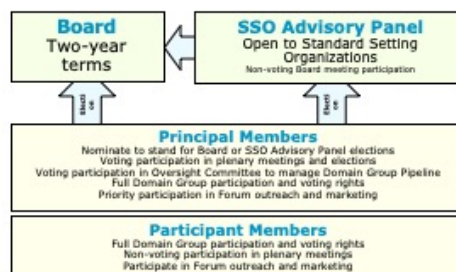 Board
Two-year
terms
SSO Advisory Panel
Open to Standard Setting
Organizations
Non-voting Board meeting participation
Electi
on
Electi
on
Principal Members
Nominate to stand for Board or SSO Advisory Panel elections
Voting participation in plenary meetings and elections
Voting participation in Oversight Committee to manage Domain Group Pipeline
Full Domain Group participation and voting rights
Priority participation in Forum outreach and marketing
Participant Members
Full Domain Group participation and voting rights
Non-voting participation in plenary meetings
Participate in Forum outreach and marketing